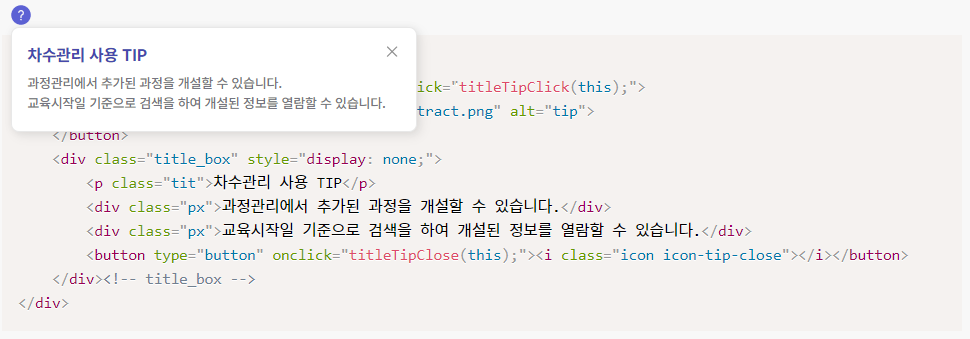 ?
차수관리 사용 TIP
과정관리에서 추가된 과정을 개설할 수 있습니다.
교육시작일 기준으로 검색을 하여 개설된 정보를 열람할 수 있습니다.
ick="titleTipClick(this);">
tract.png" alt="tip">
</button>
<div class="title_box" style="display: none;">
<p class="tit">차수관리 사용 TIP</p>
<div class="px">과정관리에서 추가된 과정을 개설할 수 있습니다.</div>
<div class="px">교육시작일 기준으로 검색을 하여 개설된 정보를 열람할 수 있습니다.</div>
<button type="button" onclick="titleTipClose(this);"><i class="icon icon-tip-close"></i></button>
</div><!-- title_box -->
</div>